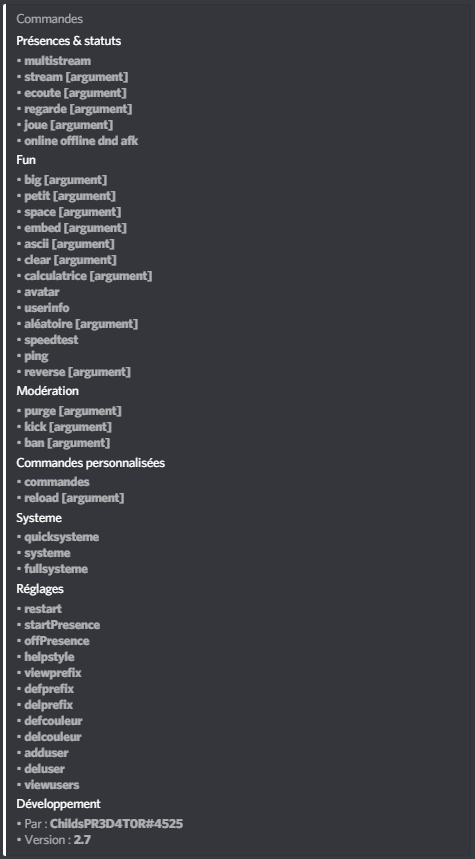 Commandes
Présences & statuts
• multistream
• stream [argument]
• ecoute [argument]
• regarde [argument]
• joue [argument]
• online offline dnd afk
Fun
• big [argument]
• petit [argument]
• space [argument]
• embed [argument]
• ascii [argument]
• clear [argument]
• calculatrice [argument]
• avatar
• userinfo
• aléatoire [argument]
• speedtest
• ping
• reverse [argument]
Modération
• purge [argument]
• kick [argument]
• ban [argument]
Commandes personnalisées
• commandes
• reload [argument]
Systeme
• quicksysteme
• systeme
• fullsysteme
Réglages
• restart
• startPresence
• offPresence
• helpstyle
• viewprefix
• defprefix
• delprefix
• defcouleur
• delcouleur
• adduser
• deluser
• viewusers
Développement
• Par : ChildsPR3D4T0R#4525
• Version : 2.7